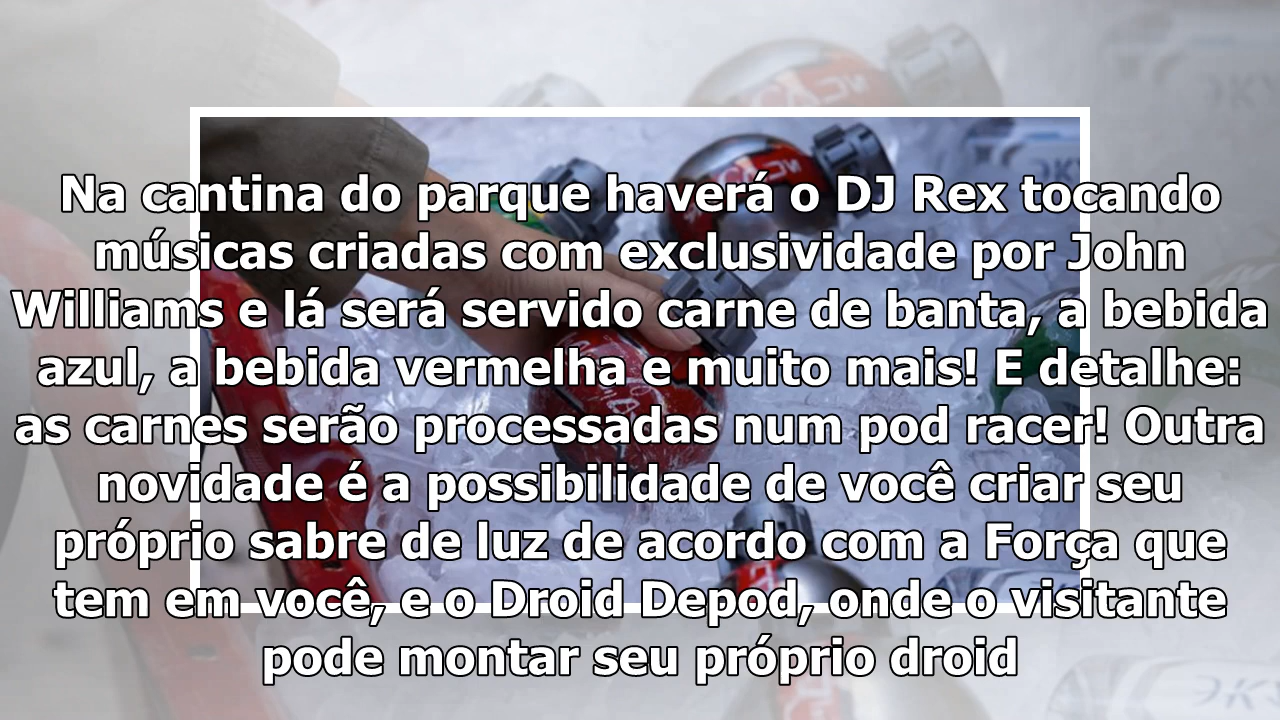 Na cantina do parque haverá o DJ Rex tocando
músicas criadas com exclusividade por John
Williams e lá será servido carne de banta, a bebida
azul, a bebida vermelha e muito mais! E detalhe:
as carnes serão processadas num pod racer! Outra
novidade é a possibilidade de você criar seu
próprio sabre de luz de acordo com a Força que
tem em você, e o Droid Depod, onde o visitante
pode montar seu próprio droid